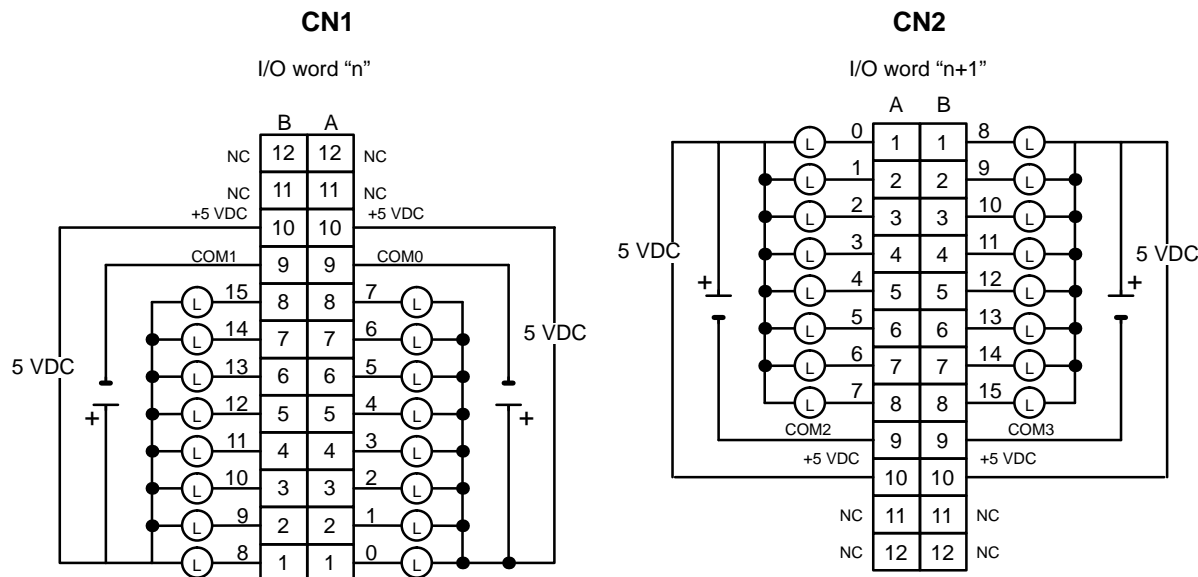 CN1
I/O word “n”
B A
NC 12 12 NC
NC 11 11 NC
+5 VDC 10 10 +5 VDC
COM1 9 9 COM0
L 15 8 8 7 L
L 14 7 7 6 L
5 VDC 5 VDC
L 13 6 6 5 L
L 12 5 5 4 L
+ +
L 11 4 4 3 L
L 10 3 3 2 L
L 9 2 2 1 L
L 8 1 1 0 L
CN2
I/O word “n+1”
A B
L 0 1 1 8 L
L 1 2 2 9 L
L 2 3 3 10 L
5 VDC L 3 4 4 11 L 5 VDC
+ L 4 5 5 12 L +
L 5 6 6 13 L
L 6 7 7 14 L
L 7 8 8 15 L
COM2 9 9 COM3
+5 VDC 10 10 +5 VDC
NC 11 11 NC
NC 12 12 NC